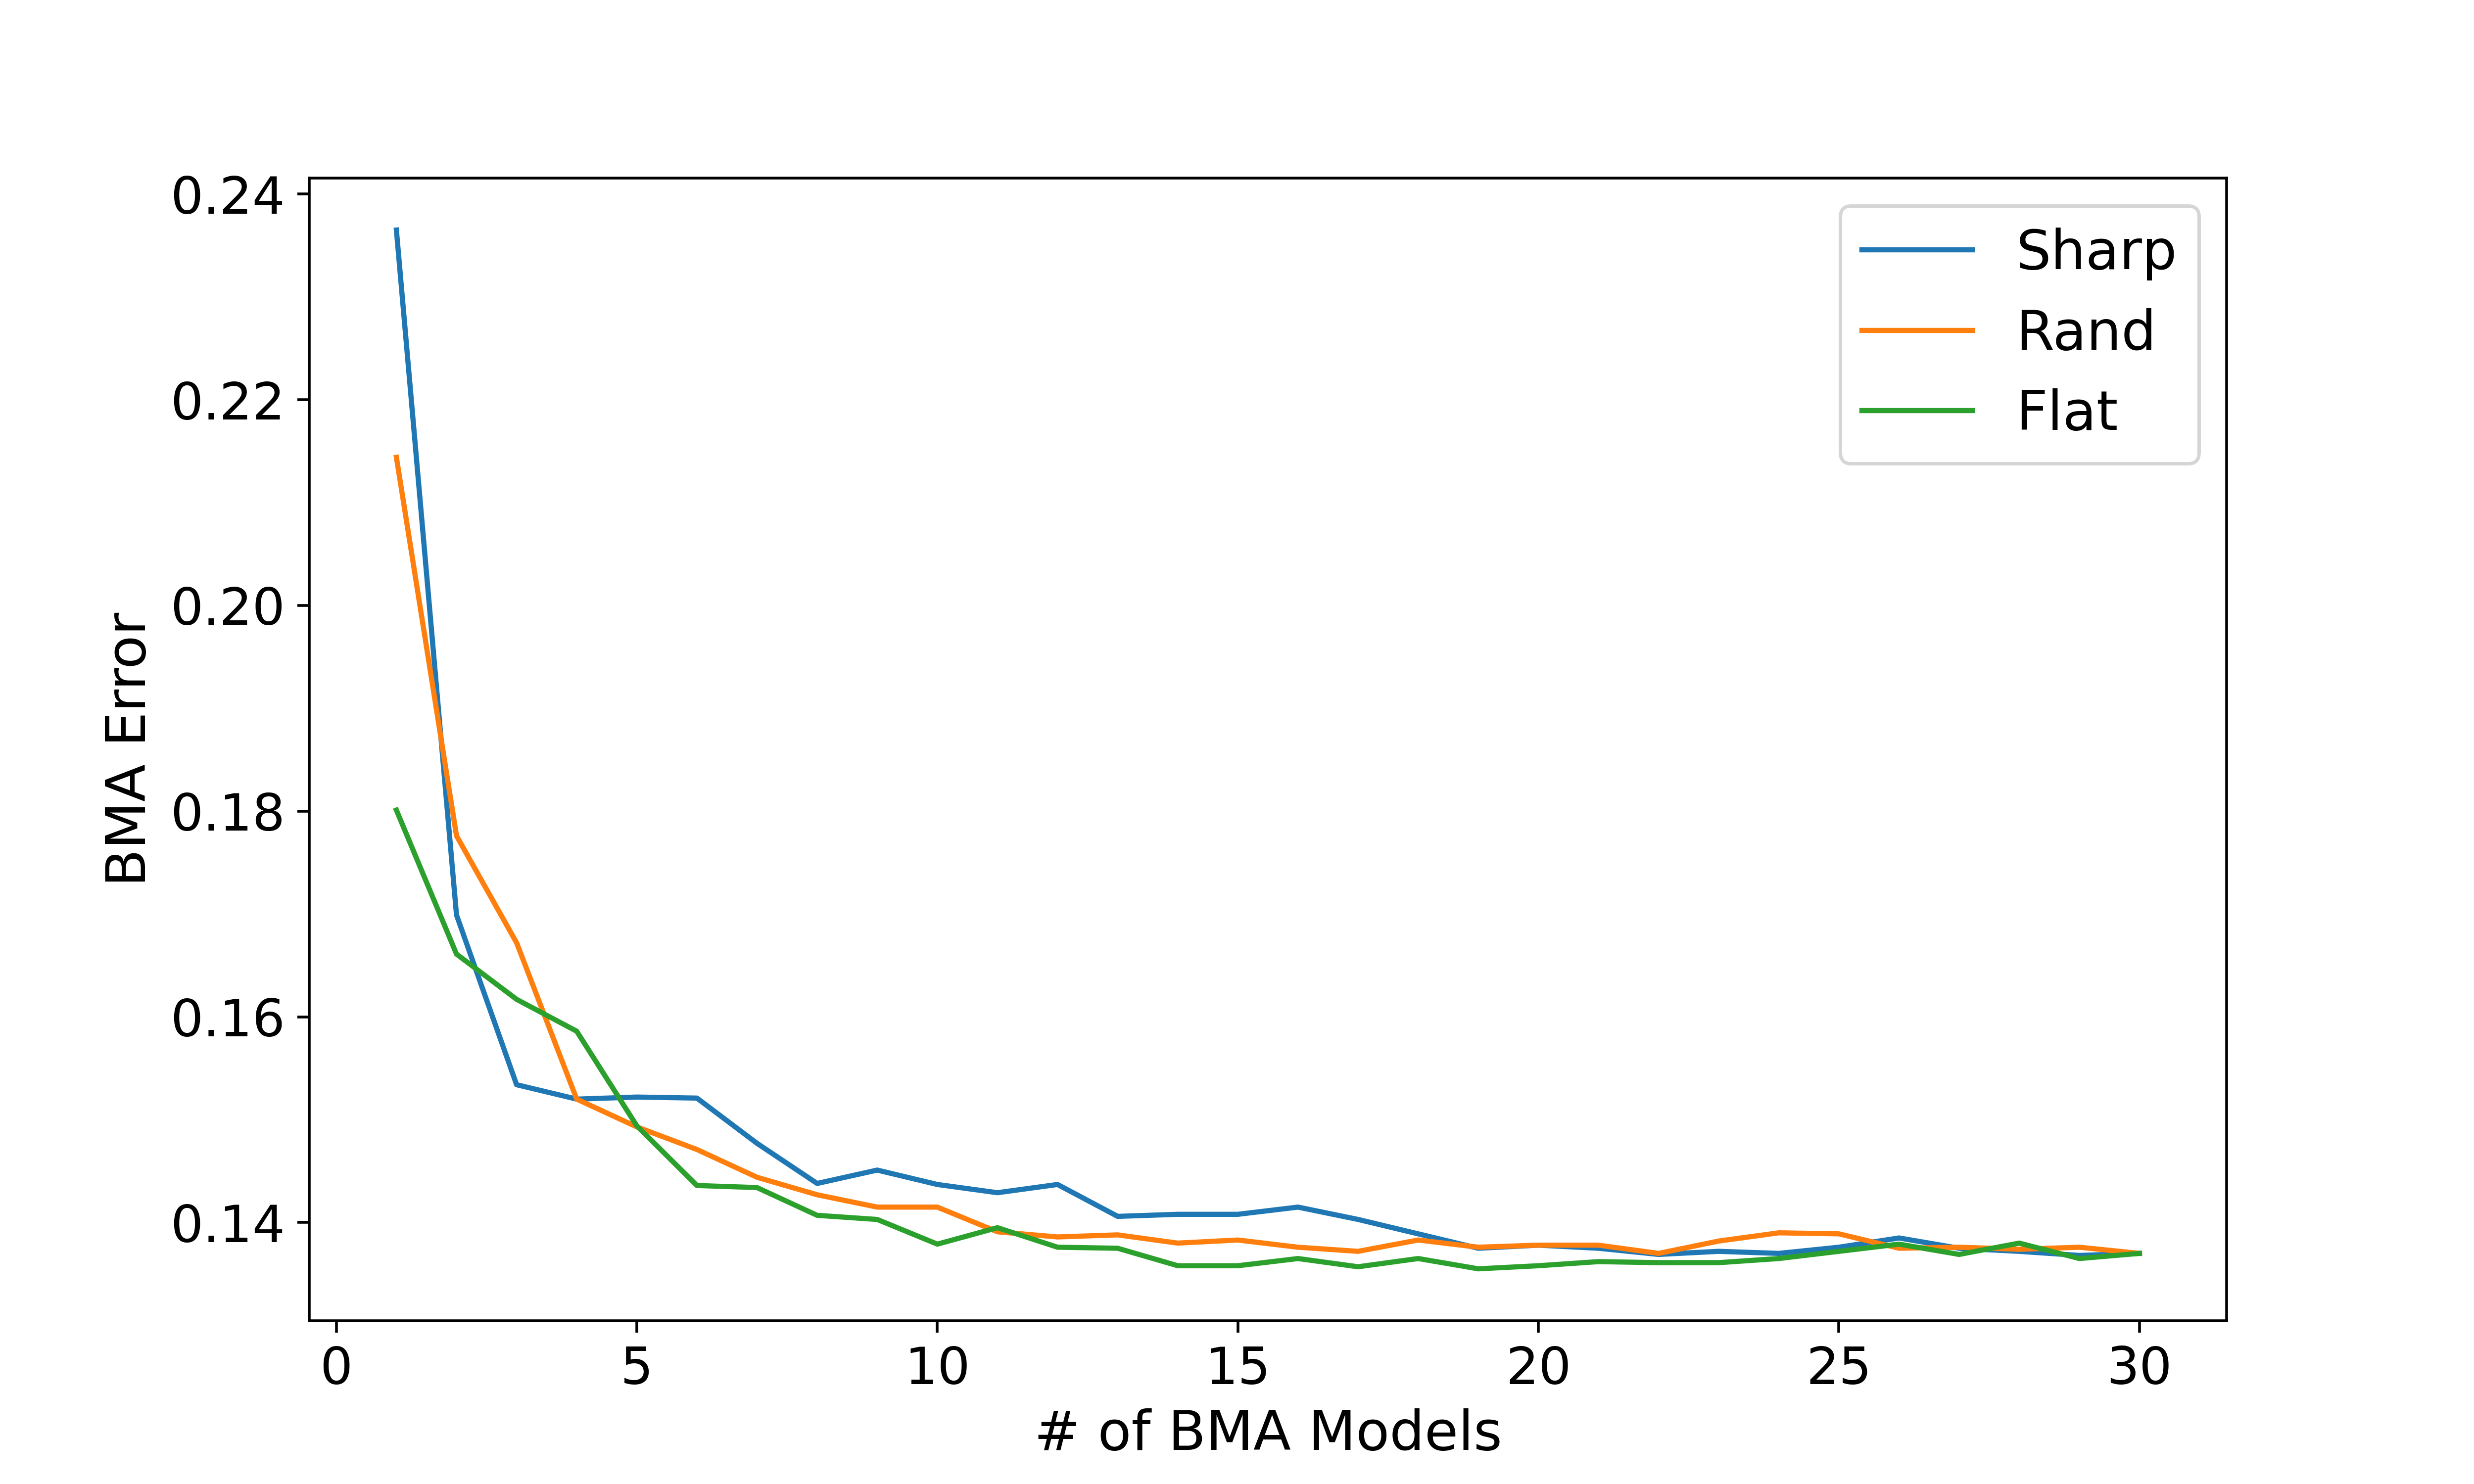 0.24
0.22
0.20
0.18
0.16
0.14
BMA Error
Sharp
Rand
Flat
0 5 10 15 20 25 30
# of BMA Models